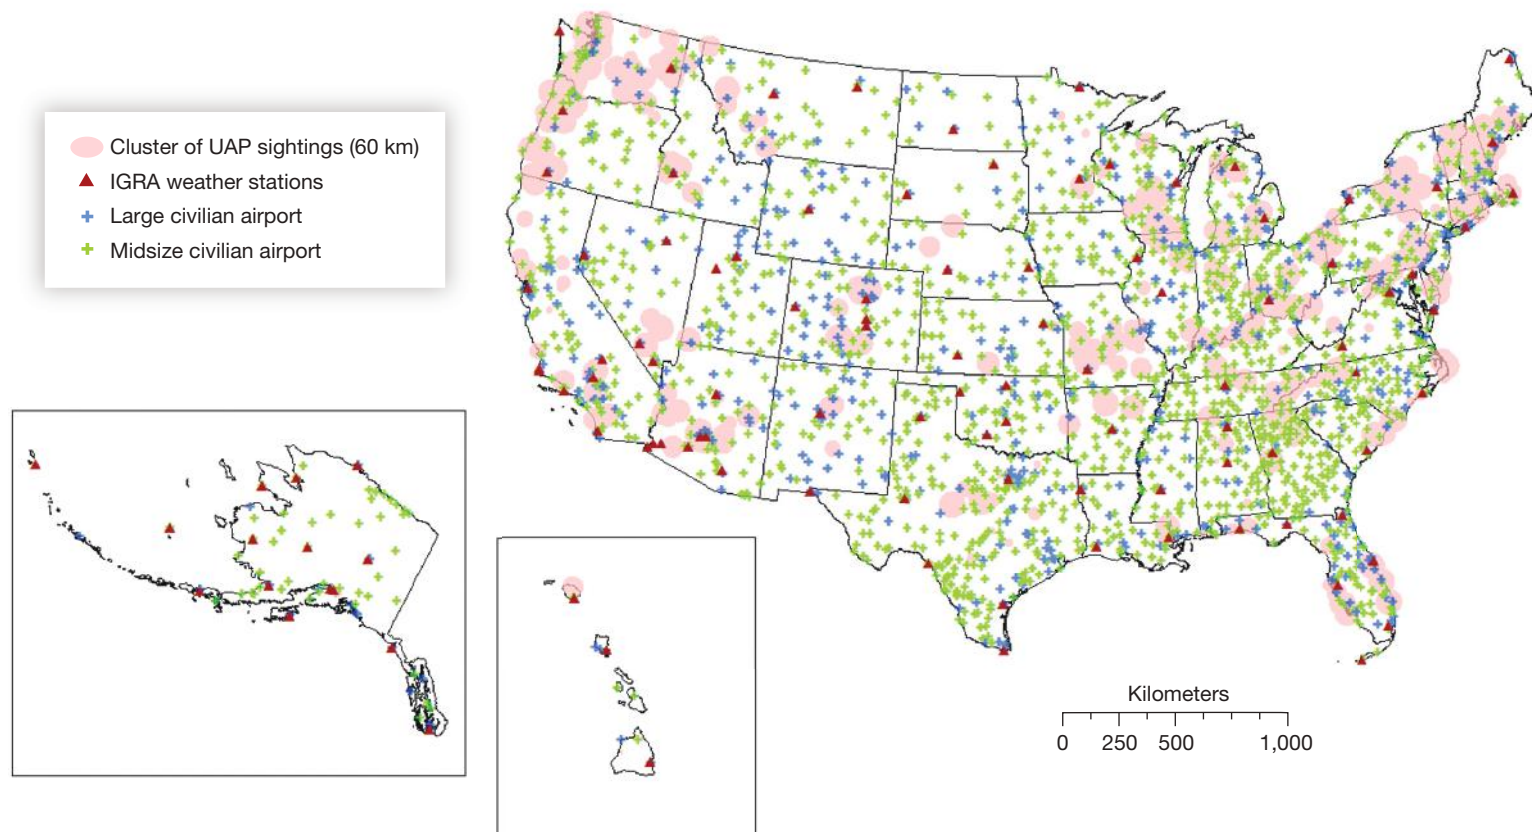 Cluster of UAP sightings (60 km)
IGRA weather stations
Large civilian airport
Midsize civilian airport
Kilometers
0 250 500 1,000